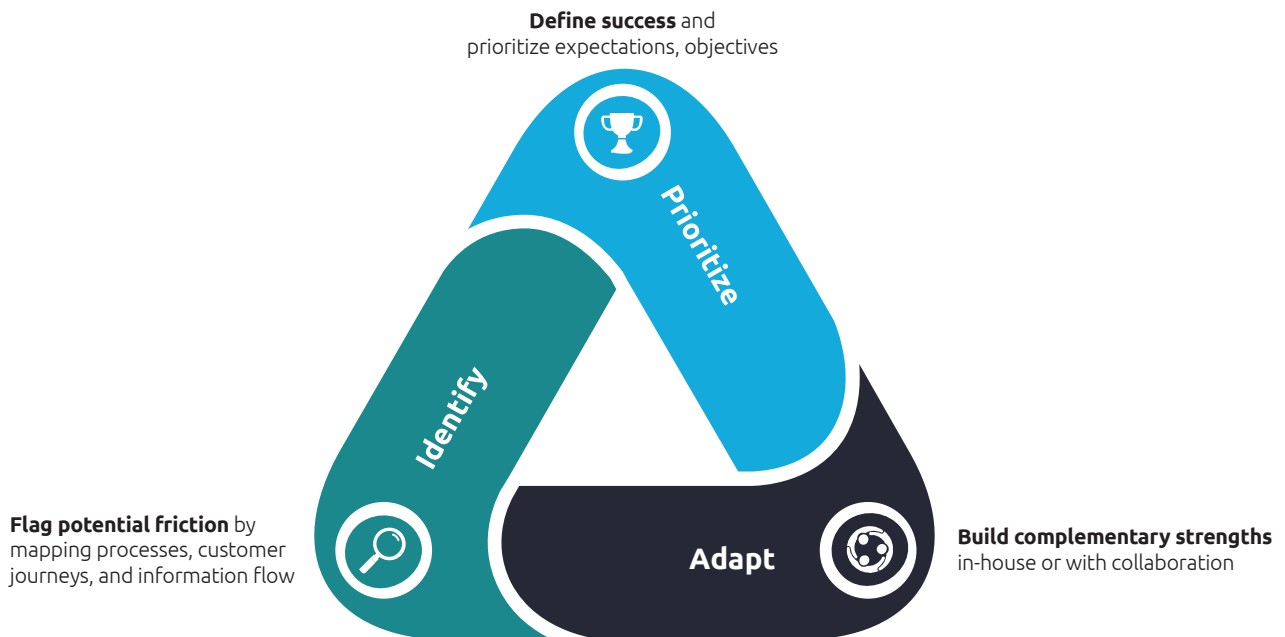 Define success and
prioritize expectations, objectives
Prioritize
Identify
Flag potential friction by
mapping processes, customer
journeys, and information flow
Adapt
Build complementary strengths
in-house or with collaboration